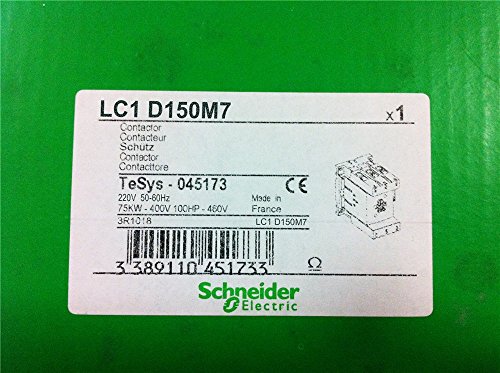 LC1 D150M7 x1
Contactor
Contacteur
Schütz
Contactor
Contattore
TeSys - 045173 CE
220V 50-60Hz Made in
75KW - 400V 100HP - 460V France
3R1018 LC1 D150M7
3 389110 451733 Ω
Schneider
Electric